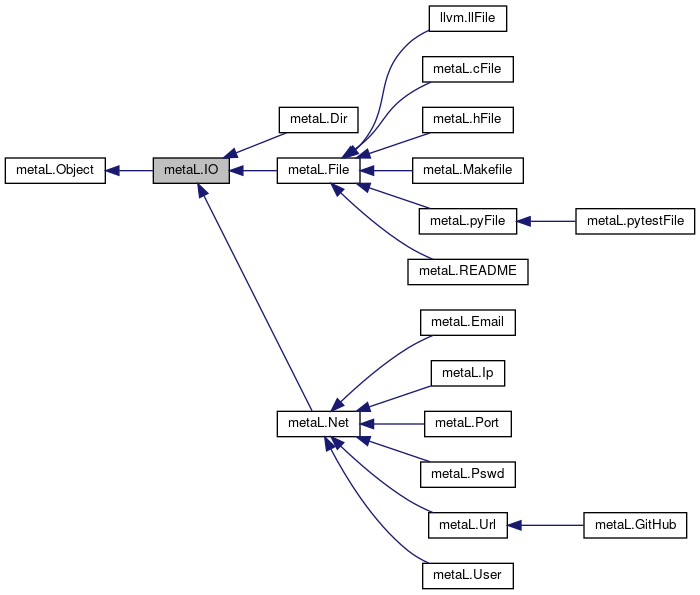 llvm.llFile
metaL.cFile
metaL.Dir
metaL.hFile
metaL.Object
metaL.IO
metaL.File
metaL.Makefile
metaL.pyFile
metaL.pytestFile
metaL.README
metaL.Email
metaL.Ip
metaL.Net
metaL.Port
metaL.Pswd
metaL.Url
metaL.GitHub
metaL.User